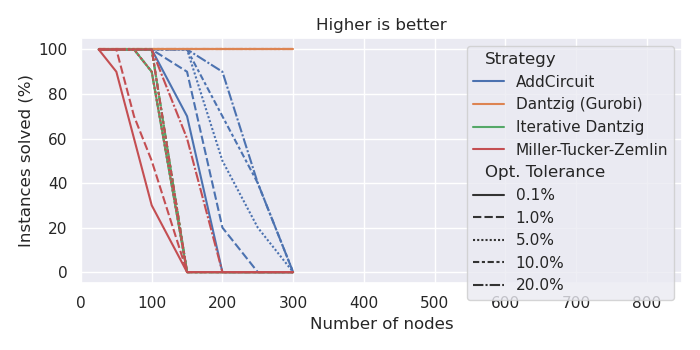 Higher is better
Instances solved (%)
100
80
60
40
20
0
0 100 200 300 400 500 600 700 800
Number of nodes
Strategy
AddCircuit
Dantzig (Gurobi)
Iterative Dantzig
Miller-Tucker-Zemlin
Opt. Tolerance
0.1%
1.0%
5.0%
10.0%
20.0%